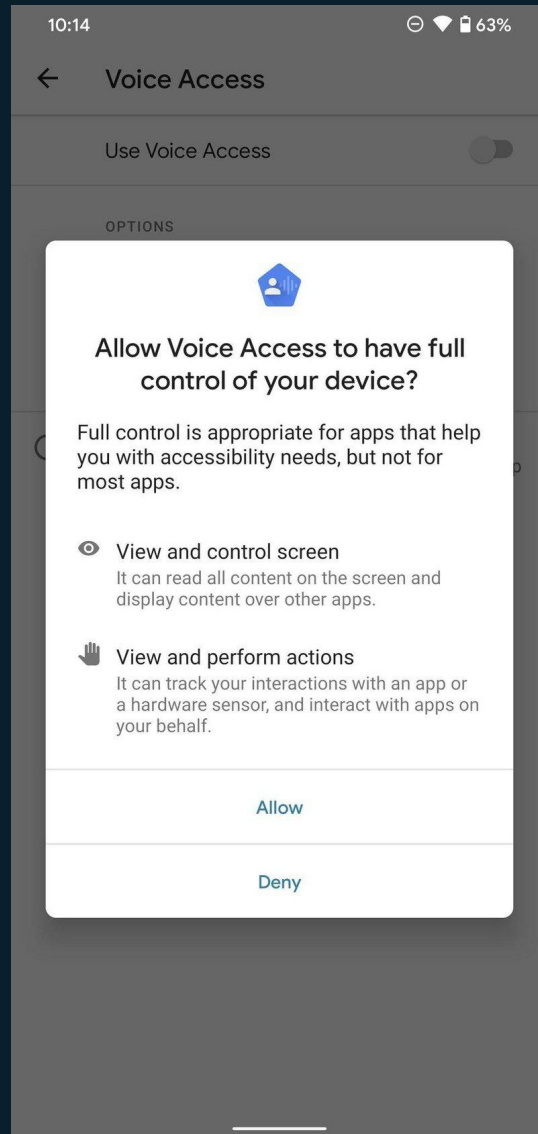 10:14
63%
Voice Access
Use Voice Access
OPTIONS
Allow Voice Access to have full
control of your device?
Full control is appropriate for apps that help
you with accessibility needs, but not for
most apps.
View and control screen
It can read all content on the screen and
display content over other apps.
View and perform actions
It can track your interactions with an app or
a hardware sensor, and interact with apps on
your behalf.
Allow
Deny